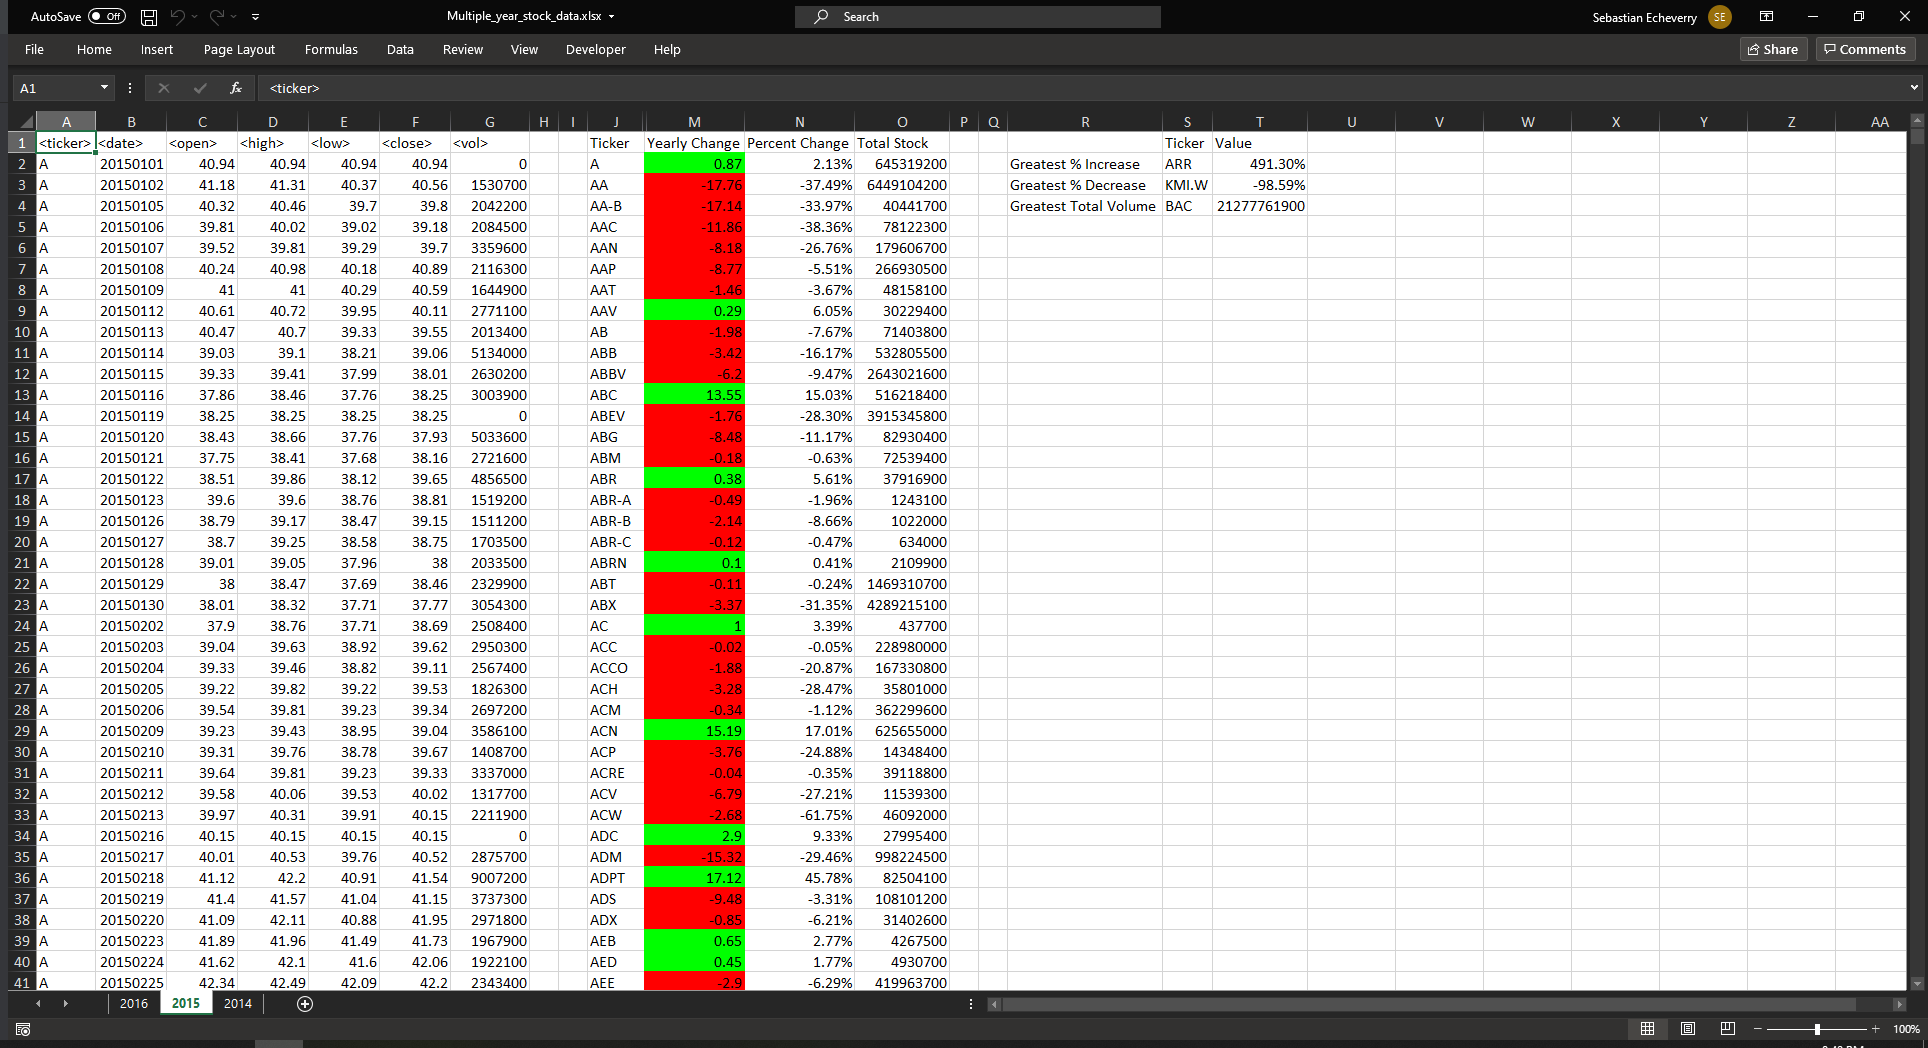 AutoSave Off Multiple_year_stock_data.xlsx Search Sebastian Echeverry SE
File Home Insert Page Layout Formulas Data Review View Developer Help Share Comments
A1 fx <ticker>
A B C D E F G H I J M N O P Q R S T U V W X Y Z AA
1 <ticker> <date> <open> <high> <low> <close> <vol> Ticker Yearly Change Percent Change Total Stock Ticker Value
2 A 20150101 40.94 40.94 40.94 40.94 0 A 0.87 2.13% 645319200 Greatest % Increase ARR 491.30%
3 A 20150102 41.18 41.31 40.37 40.56 1530700 AA -17.76 -37.49% 6449104200 Greatest % Decrease KMI.W -98.59%
4 A 20150105 40.32 40.46 39.7 39.8 2042200 AA-B -17.14 -33.97% 40441700 Greatest Total Volume BAC 21277761900
5 A 20150106 39.81 40.02 39.02 39.18 2084500 AAC -11.86 -38.36% 78122300
6 A 20150107 39.52 39.81 39.29 39.7 3359600 AAN -8.18 -26.76% 179606700
7 A 20150108 40.24 40.98 40.18 40.89 2116300 AAP -8.77 -5.51% 266930500
8 A 20150109 41 41 40.29 40.59 1644900 AAT -1.46 -3.67% 48158100
9 A 20150112 40.61 40.72 39.95 40.11 2771100 AAV 0.29 6.05% 30229400
10 A 20150113 40.47 40.7 39.33 39.55 2013400 AB -1.98 -7.67% 71403800
11 A 20150114 39.03 39.1 38.21 39.06 5134000 ABB -3.42 -16.17% 532805500
12 A 20150115 39.33 39.41 37.99 38.01 2630200 ABBV -6.2 -9.47% 2643021600
13 A 20150116 37.86 38.46 37.76 38.25 3003900 ABC 13.55 15.03% 516218400
14 A 20150119 38.25 38.25 38.25 38.25 0 ABEV -1.76 -28.30% 3915345800
15 A 20150120 38.43 38.66 37.76 37.93 5033600 ABG -8.48 -11.17% 82930400
16 A 20150121 37.75 38.41 37.68 38.16 2721600 ABM -0.18 -0.63% 72539400
17 A 20150122 38.51 39.86 38.12 39.65 4856500 ABR 0.38 5.61% 37916900
18 A 20150123 39.6 39.6 38.76 38.81 1519200 ABR-A -0.49 -1.96% 1243100
19 A 20150126 38.79 39.17 38.47 39.15 1511200 ABR-B -2.14 -8.66% 1022000
20 A 20150127 38.7 39.25 38.58 38.75 1703500 ABR-C -0.12 -0.47% 634000
21 A 20150128 39.01 39.05 37.96 38 2033500 ABRN 0.1 0.41% 2109900
22 A 20150129 38 38.47 37.69 38.46 2329900 ABT -0.11 -0.24% 1469310700
23 A 20150130 38.01 38.32 37.71 37.77 3054300 ABX -3.37 -31.35% 4289215100
24 A 20150202 37.9 38.76 37.71 38.69 2508400 AC 1 3.39% 437700
25 A 20150203 39.04 39.63 38.92 39.62 2950300 ACC -0.02 -0.05% 228980000
26 A 20150204 39.33 39.46 38.82 39.11 2567400 ACCO -1.88 -20.87% 167330800
27 A 20150205 39.22 39.82 39.22 39.53 1826300 ACH -3.28 -28.47% 35801000
28 A 20150206 39.54 39.81 39.23 39.34 2697200 ACM -0.34 -1.12% 362299600
29 A 20150209 39.23 39.43 38.95 39.04 3586100 ACN 15.19 17.01% 625655000
30 A 20150210 39.31 39.76 38.78 39.67 1408700 ACP -3.76 -24.88% 14348400
31 A 20150211 39.64 39.81 39.23 39.33 3337000 ACRE -0.04 -0.35% 39118800
32 A 20150212 39.58 40.06 39.53 40.02 1317700 ACV -6.79 -27.21% 11539300
33 A 20150213 39.97 40.31 39.91 40.15 2211900 ACW -2.68 -61.75% 46092000
34 A 20150216 40.15 40.15 40.15 40.15 0 ADC 2.9 9.33% 27995400
35 A 20150217 40.01 40.53 39.76 40.52 2875700 ADM -15.32 -29.46% 998224500
36 A 20150218 41.12 42.2 40.91 41.54 9007200 ADPT 17.12 45.78% 82504100
37 A 20150219 41.4 41.57 41.04 41.15 3737300 ADS -9.48 -3.31% 108101200
38 A 20150220 41.09 42.11 40.88 41.95 2971800 ADX -0.85 -6.21% 31402600
39 A 20150223 41.89 41.96 41.49 41.73 1967900 AEB 0.65 2.77% 4267500
40 A 20150224 41.62 42.1 41.6 42.06 1922100 AED 0.45 1.77% 4930700
41 A 20150225 42.34 42.49 42.09 42.2 2343400 AEE -2.9 -6.29% 419963700
2016 2015 2014
100%